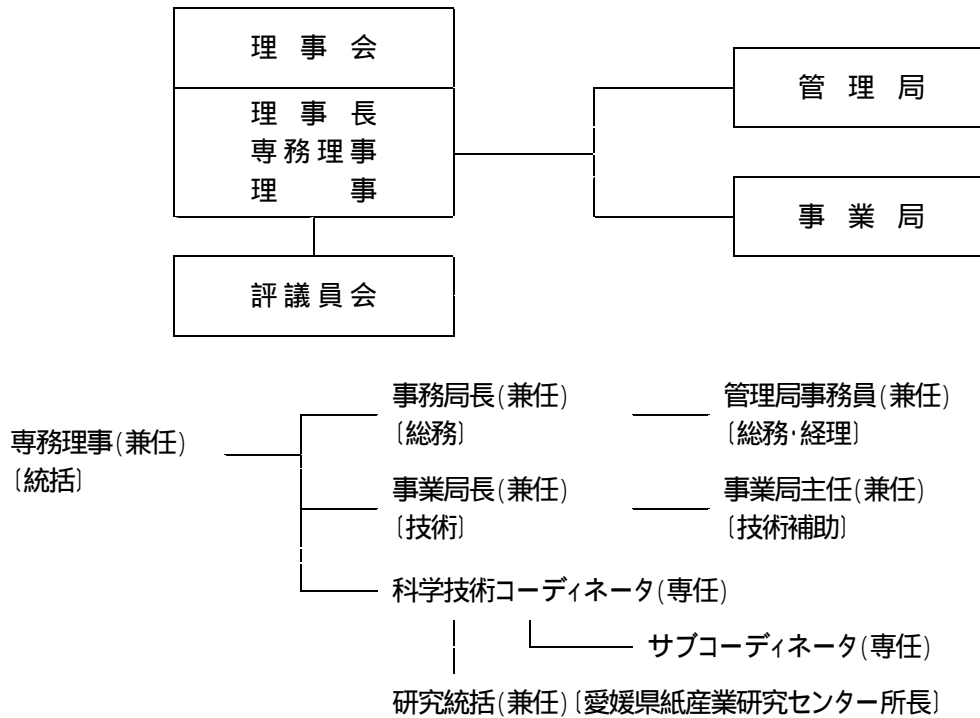 理事会
理事長
専務理事
理事
管理局
事業局
評議員会
専務理事(兼任)
〔統括〕
事務局長(兼任)
〔総務〕
管理局事務員(兼任)
〔総務・経理〕
事業局長(兼任)
〔技術〕
事業局主任(兼任)
〔技術補助〕
科学技術コーディネータ(専任)
サブコーディネータ(専任)
研究統括(兼任)〔愛媛県紙産業研究センター所長〕